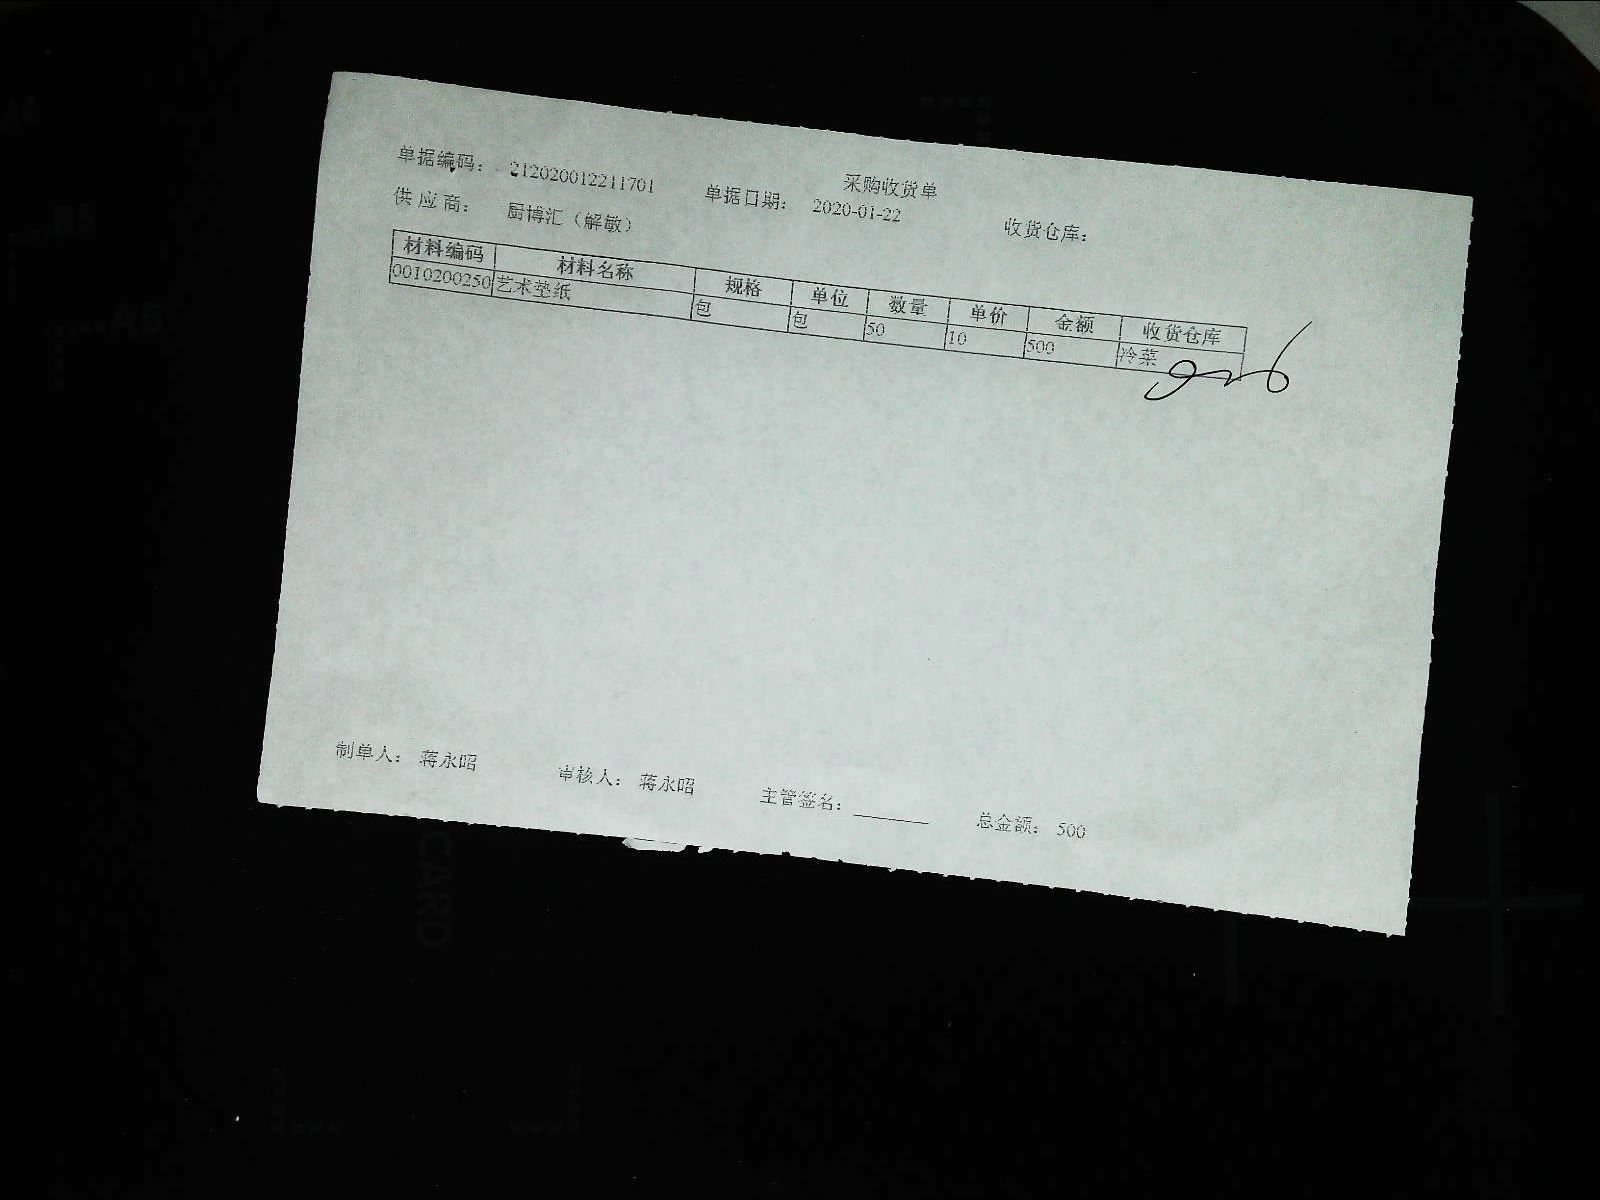 采购收货单
单据编码： 212020012211701 单据日期： 2020-01-22 收货仓库：
供应商： 厨博汇（解敏）
材料编码 材料名称 规格 单位 数量 单价 金额 收货仓库
0010200250 艺术垫纸 包 包 50 10 500 冷菜
制单人： 蒋永昭 审核人： 蒋永昭 主管签名： 总金额： 500
A5
CARD